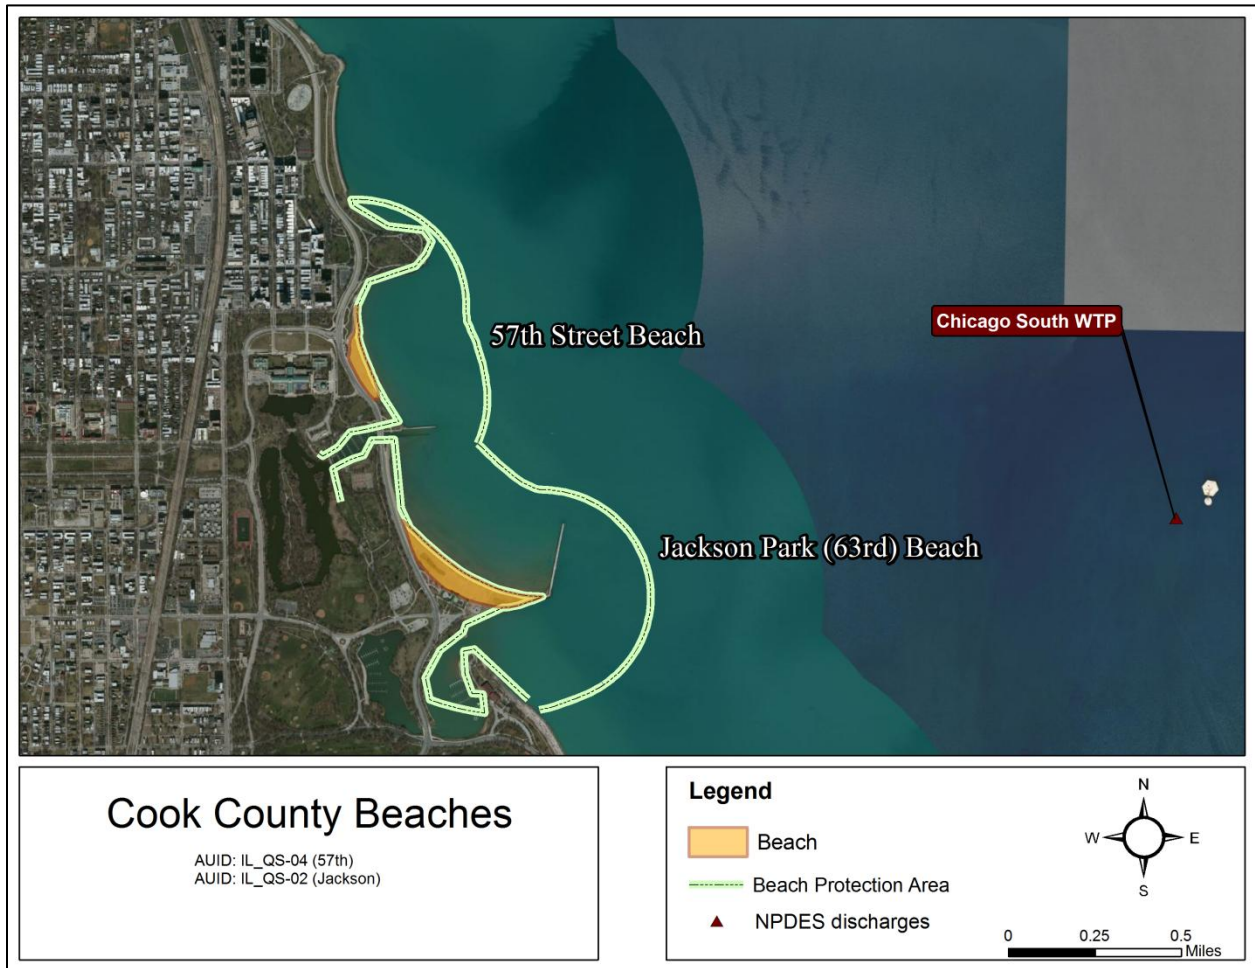 57th Street Beach
Chicago South WTP
Jackson Park (63rd) Beach
Cook County Beaches
AUID: IL_QS-04 (57th)
AUID: IL_QS-02 (Jackson)
Legend
Beach
Beach Protection Area
NPDES discharges
N
W
E
S
0 0.25 0.5
Miles